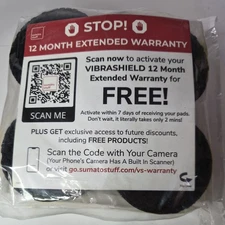 STOP!
12 MONTH EXTENDED WARRANTY
Scan now to activate your
VIBRASHIELD 12 Month
Extended Warranty for
FREE!
SCAN ME
Activate within 7 days of receiving your pads.
Don't wait, it literally takes only 2 mins!
PLUS GET exclusive access to future discounts,
including FREE PRODUCTS!
Scan the Code with Your Camera
(Your Phone's Camera Has A Built In Scanner)
or visit go.sumatostuff.com/vs-warranty